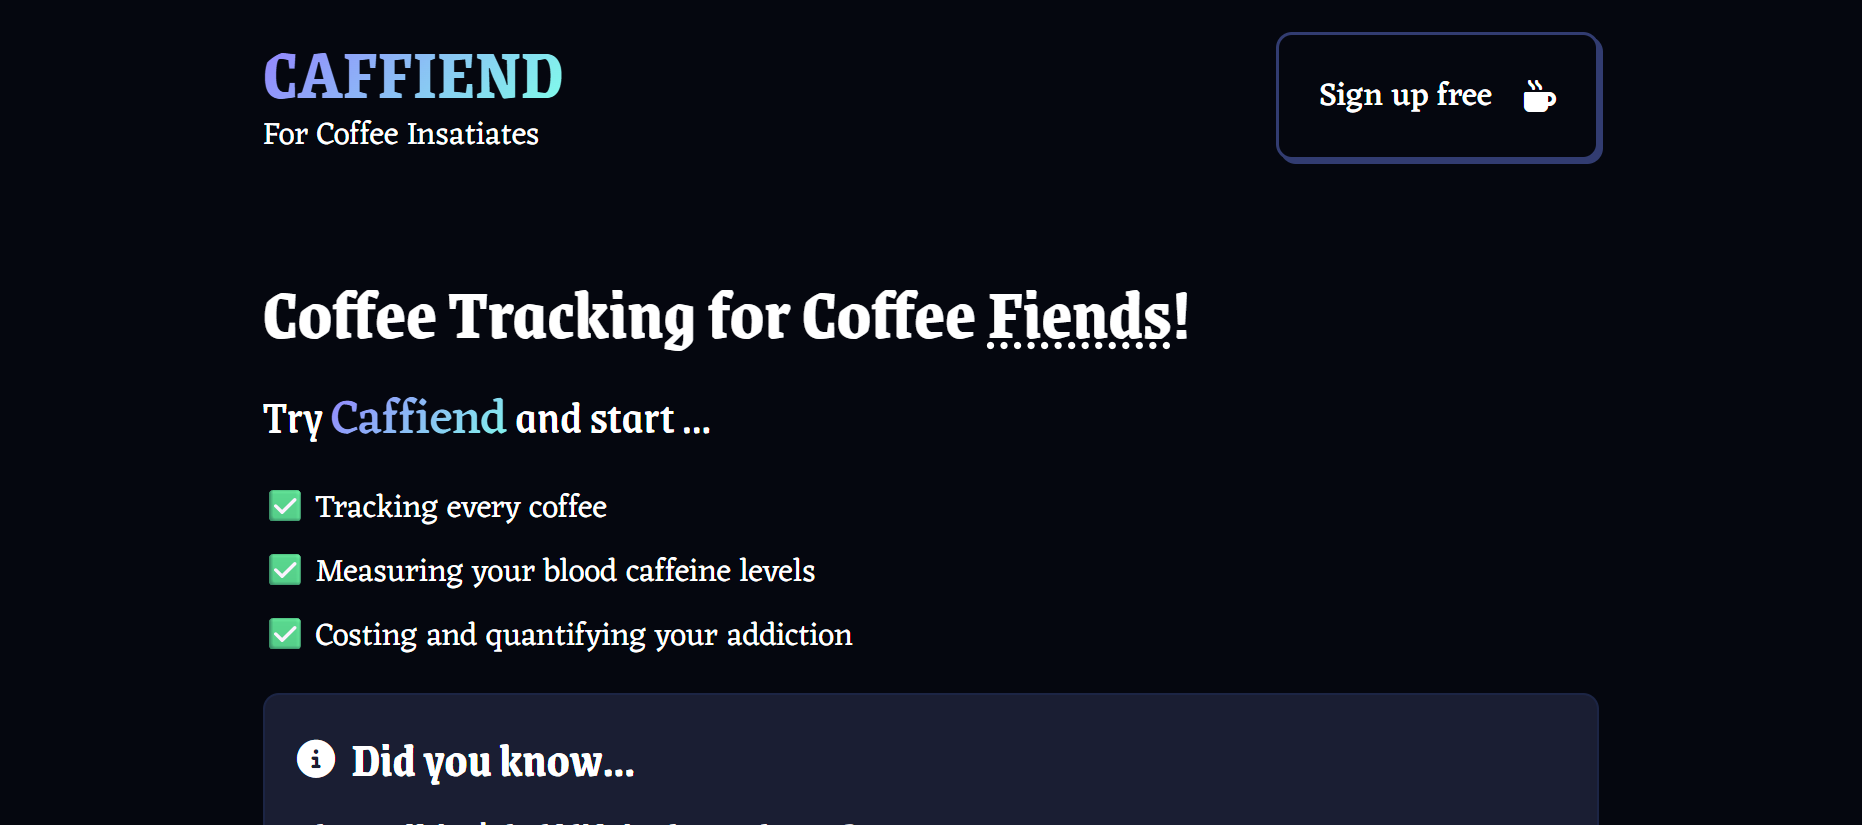 CAFFIEND
For Coffee Insatiates
Sign up free
Coffee Tracking for Coffee Fiends!
Try Caffiend and start ...
Tracking every coffee
Measuring your blood caffeine levels
Costing and quantifying your addiction
Did you know...